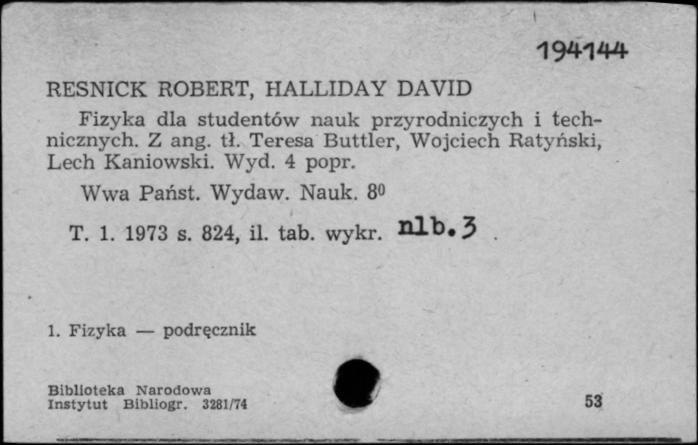 194144
RESNICK ROBERT, HALLIDAY DAVID
Fizyka dla studentów nauk przyrodniczych i tech-
nicznych. Z ang. tł. Teresa Buttler, Wojciech Ratyński,
Lech Kaniowski. Wyd. 4 popr.
Wwa Państ. Wydaw. Nauk. 8⁰
T. 1. 1973 s. 824, il. tab. wykr. nlb. 3
1. Fizyka — podręcznik
Biblioteka Narodowa
Instytut Bibliogr. 3281/74
53